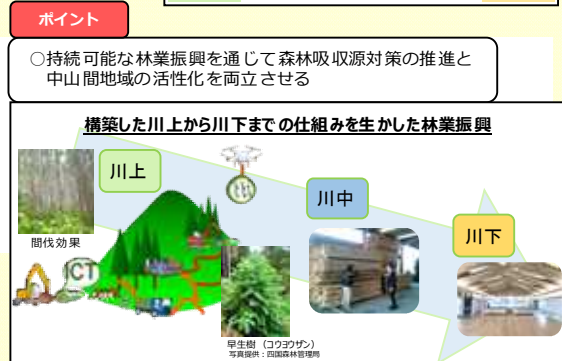 ポイント
○持続可能な林業振興を通じて森林吸収源対策の推進と
中山間地域の活性化を両立させる
構築した川上から川下までの仕組みを生かした林業振興
川上
川中
川下
間伐効果
ICT
早生樹（コウヨウザン）
写真提供：四国森林管理局